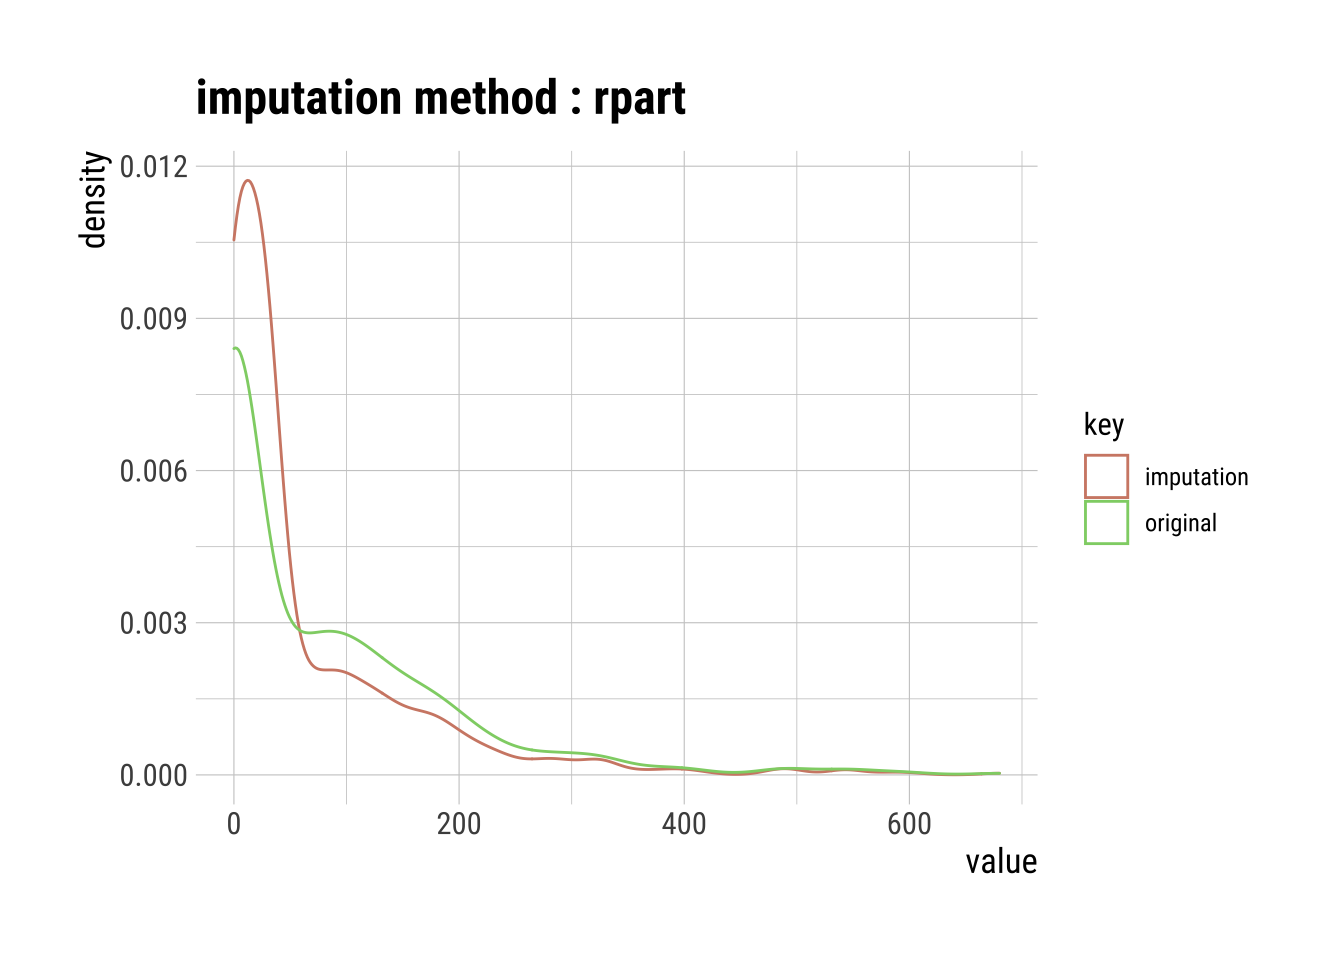 imputation method : rpart
density
0.012
0.009
0.006
0.003
0.000
0
200
400
600
value
key
imputation
original